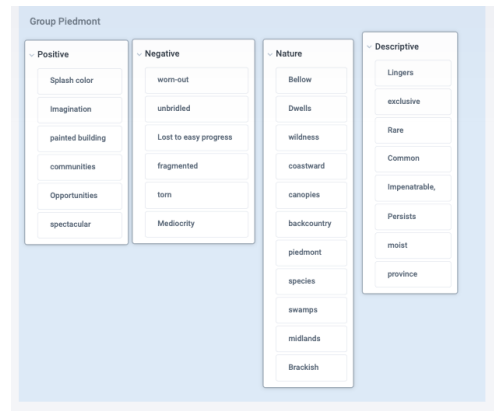 Group Piedmont
Positive
Splash color
Imagination
painted building
communities
Opportunities
spectacular
Negative
worn-out
unbridled
Lost to easy progress
fragmented
torn
Mediocrity
Nature
Bellow
Dwells
wildness
coastward
canopies
backcountry
piedmont
species
swamps
midlands
Brackish
Descriptive
Lingers
exclusive
Rare
Common
Impenatrable,
Persists
moist
province